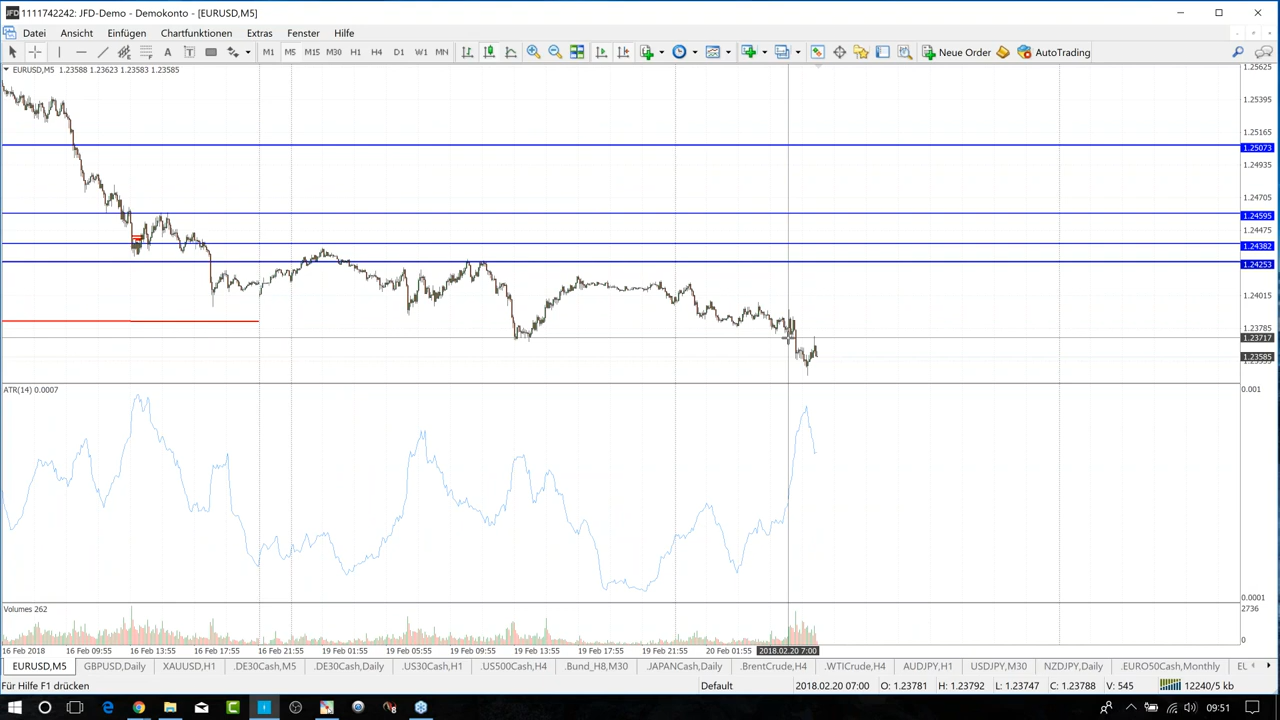 JFD 1111742242: JFD-Demo - Demokonto - [EURUSD,M5]
Datei Ansicht Einfügen Chartfunktionen Extras Fenster Hilfe
A T M1 M5 M15 M30 H1 H4 D1 W1 MN Neue Order AutoTrading
EURUSD,M5 1.23588 1.23623 1.23583 1.23585
1.25625
1.25395
1.25165
1.25073
1.24935
1.24705
1.24595
1.24475
1.24382
1.24253
1.24015
1.23785
1.23717
1.23585
ATR(14) 0.0007
0.001
0.0001
Volumes 262
2736
0
16 Feb 2018 16 Feb 09:55 16 Feb 13:55 16 Feb 17:55 16 Feb 21:55 19 Feb 01:55 19 Feb 05:55 19 Feb 09:55 19 Feb 13:55 19 Feb 17:55 19 Feb 21:55 20 Feb 01:55 2018.02.20 7:00
EURUSD,M5 GBPUSD,Daily XAUUSD,H1 .DE30Cash,M5 .DE30Cash,Daily .US30Cash,H1 .US500Cash,H4 .Bund_H8,M30 .JAPANCash,Daily .BrentCrude,H4 .WTICrude,H4 AUDJPY,H1 USDJPY,M30 NZDJPY,Daily .EURO50Cash,Monthly EL
Für Hilfe F1 drücken Default 2018.02.20 07:00 O: 1.23781 H: 1.23792 L: 1.23747 C: 1.23788 V: 545 12240/5 kb
09:51